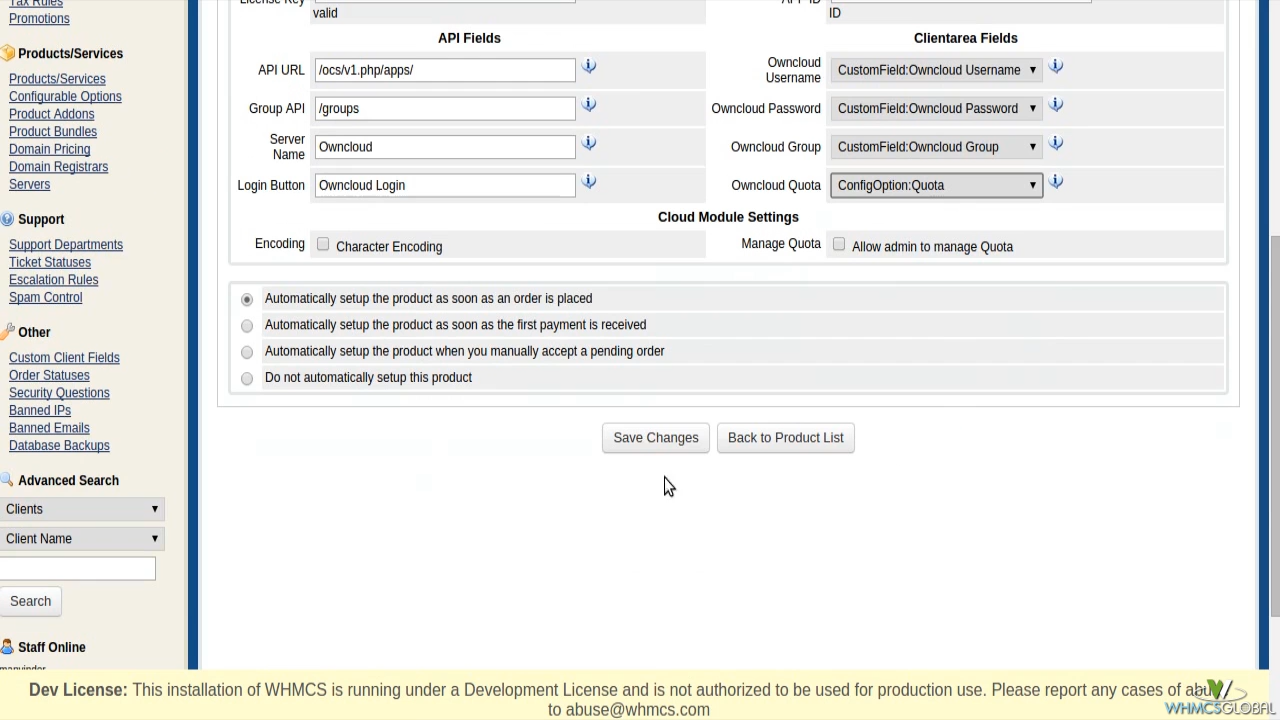 Tax Rules
Promotions
Products/Services
Products/Services
Configurable Options
Product Addons
Product Bundles
Domain Pricing
Domain Registrars
Servers
Support
Support Departments
Ticket Statuses
Escalation Rules
Spam Control
Other
Custom Client Fields
Order Statuses
Security Questions
Banned IPs
Banned Emails
Database Backups
Advanced Search
Clients
Client Name
Search
Staff Online
manvinder
License Key
valid
APP ID
ID
API Fields
Clientarea Fields
API URL /ocs/v1.php/apps/
Owncloud Username CustomField:Owncloud Username
Group API /groups
Owncloud Password CustomField:Owncloud Password
Server Name Owncloud
Owncloud Group CustomField:Owncloud Group
Login Button Owncloud Login
Owncloud Quota ConfigOption:Quota
Cloud Module Settings
Encoding Character Encoding
Manage Quota Allow admin to manage Quota
Automatically setup the product as soon as an order is placed
Automatically setup the product as soon as the first payment is received
Automatically setup the product when you manually accept a pending order
Do not automatically setup this product
Save Changes Back to Product List
Dev License: This installation of WHMCS is running under a Development License and is not authorized to be used for production use. Please report any cases of
to abuse@whmcs.com
WHMCSGLOBAL